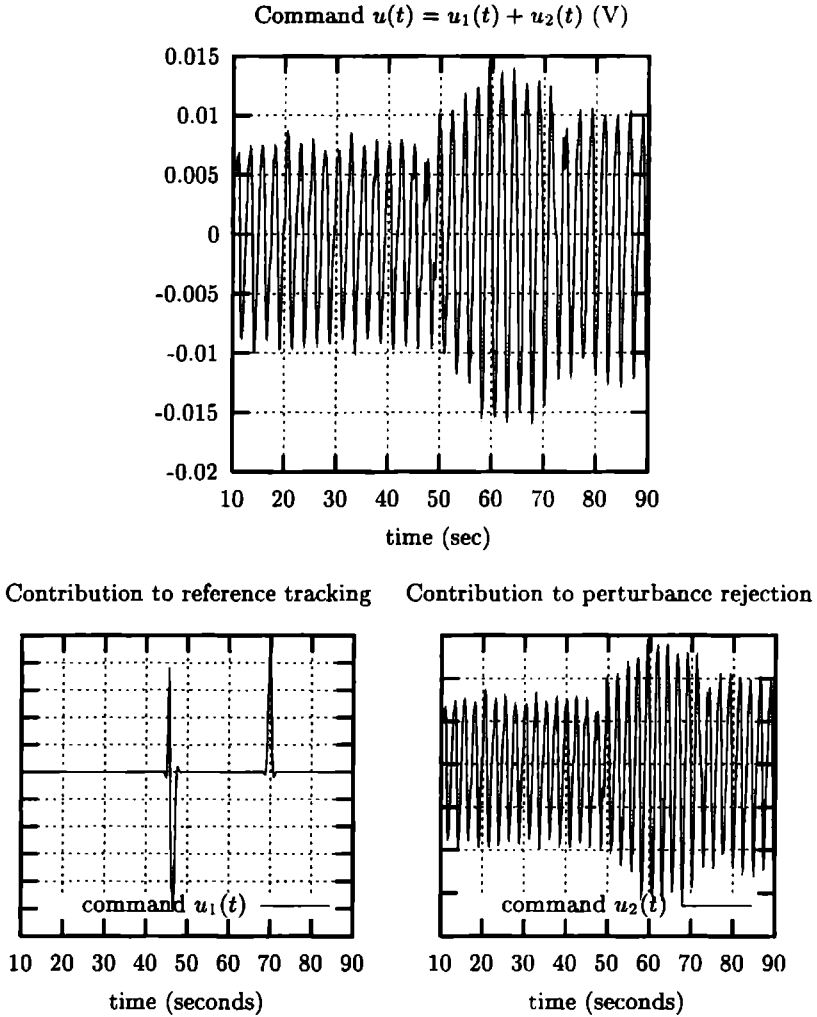 Command u(t) = u₁(t) + u₂(t) (V)
0.015
0.01
0.005
0
-0.005
-0.01
-0.015
-0.02
10 20 30 40 50 60 70 80 90
time (sec)
Contribution to reference tracking
Contribution to perturbance rejection
command u₁(t)
command u₂(t)
10 20 30 40 50 60 70 80 90
10 20 30 40 50 60 70 80 90
time (seconds)
time (seconds)